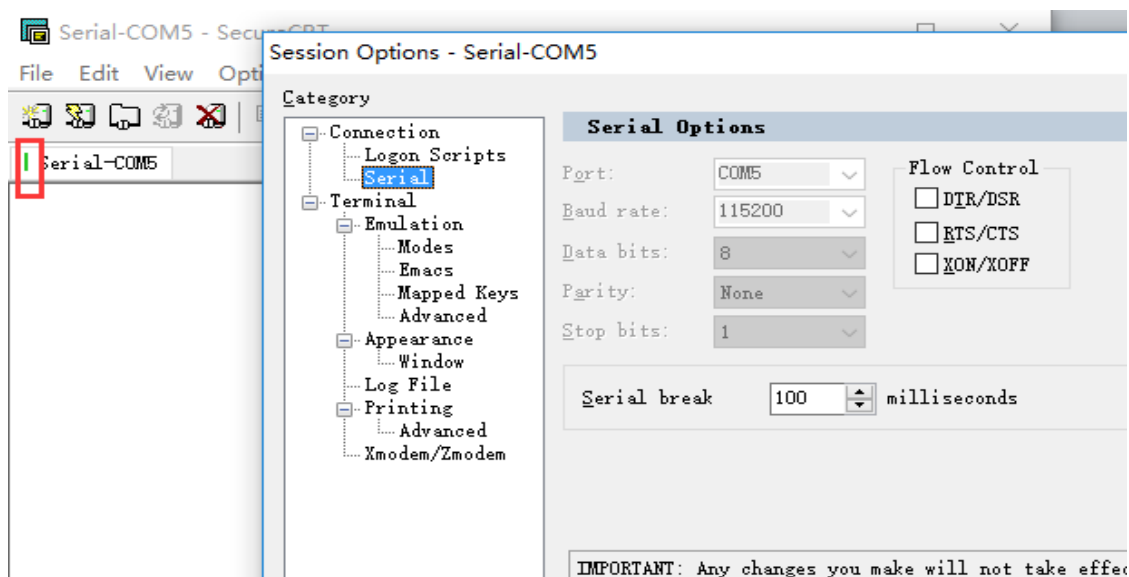 Serial-COM5 - SecureCRT
Session Options - Serial-COM5
File Edit View Opti
Category
Serial-COM5
Connection
Logon Scripts
Serial
Terminal
Emulation
Modes
Emacs
Mapped Keys
Advanced
Appearance
Window
Log File
Printing
Advanced
Xmodem/Zmodem
Serial Options
Port: COM5
Baud rate: 115200
Data bits: 8
Parity: None
Stop bits: 1
Flow Control
DTR/DSR
RTS/CTS
XON/XOFF
Serial break 100 milliseconds
IMPORTANT: Any changes you make will not take effec